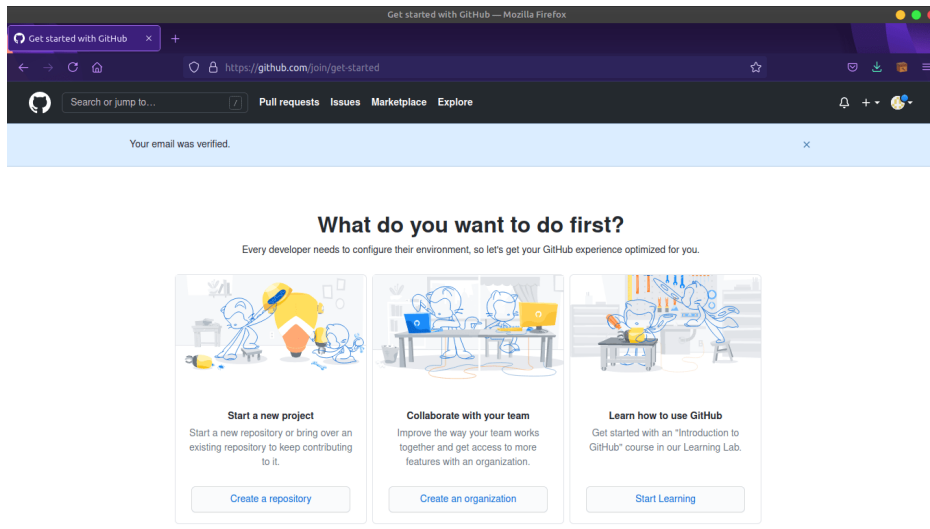 Get started with GitHub — Mozilla Firefox
Get started with GitHub
https://github.com/join/get-started
Search or jump to... / Pull requests Issues Marketplace Explore
Your email was verified.
What do you want to do first?
Every developer needs to configure their environment, so let's get your GitHub experience optimized for you.
Start a new project
Start a new repository or bring over an
existing repository to keep contributing
to it.
Create a repository
Collaborate with your team
Improve the way your team works
together and get access to more
features with an organization.
Create an organization
Learn how to use GitHub
Get started with an "Introduction to
GitHub" course in our Learning Lab.
Start Learning